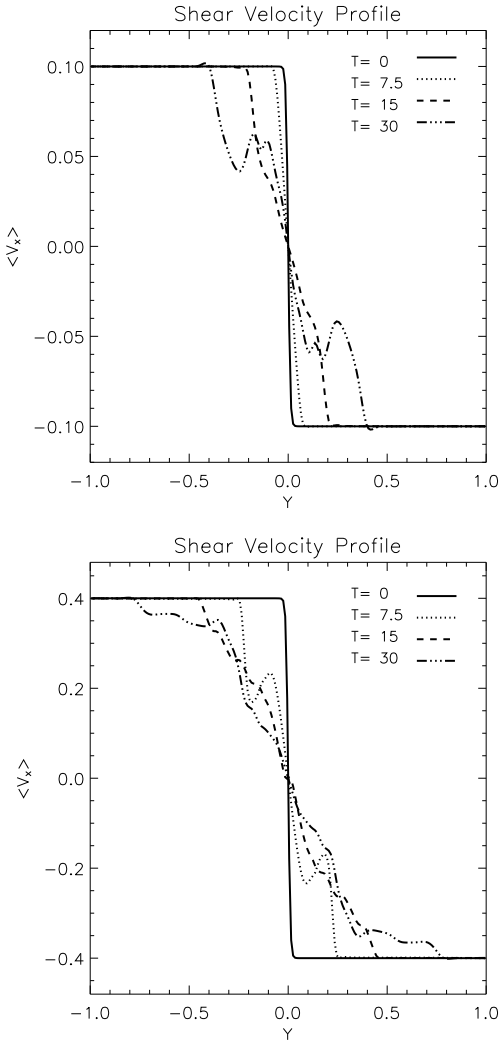 Shear Velocity Profile
T= 0
T= 7.5
T= 15
T= 30
0.10
0.05
0.00
−0.05
−0.10
<Vx>
−1.0 −0.5 0.0 0.5 1.0
Y
Shear Velocity Profile
T= 0
T= 7.5
T= 15
T= 30
0.4
0.2
0.0
−0.2
−0.4
<Vx>
−1.0 −0.5 0.0 0.5 1.0
Y